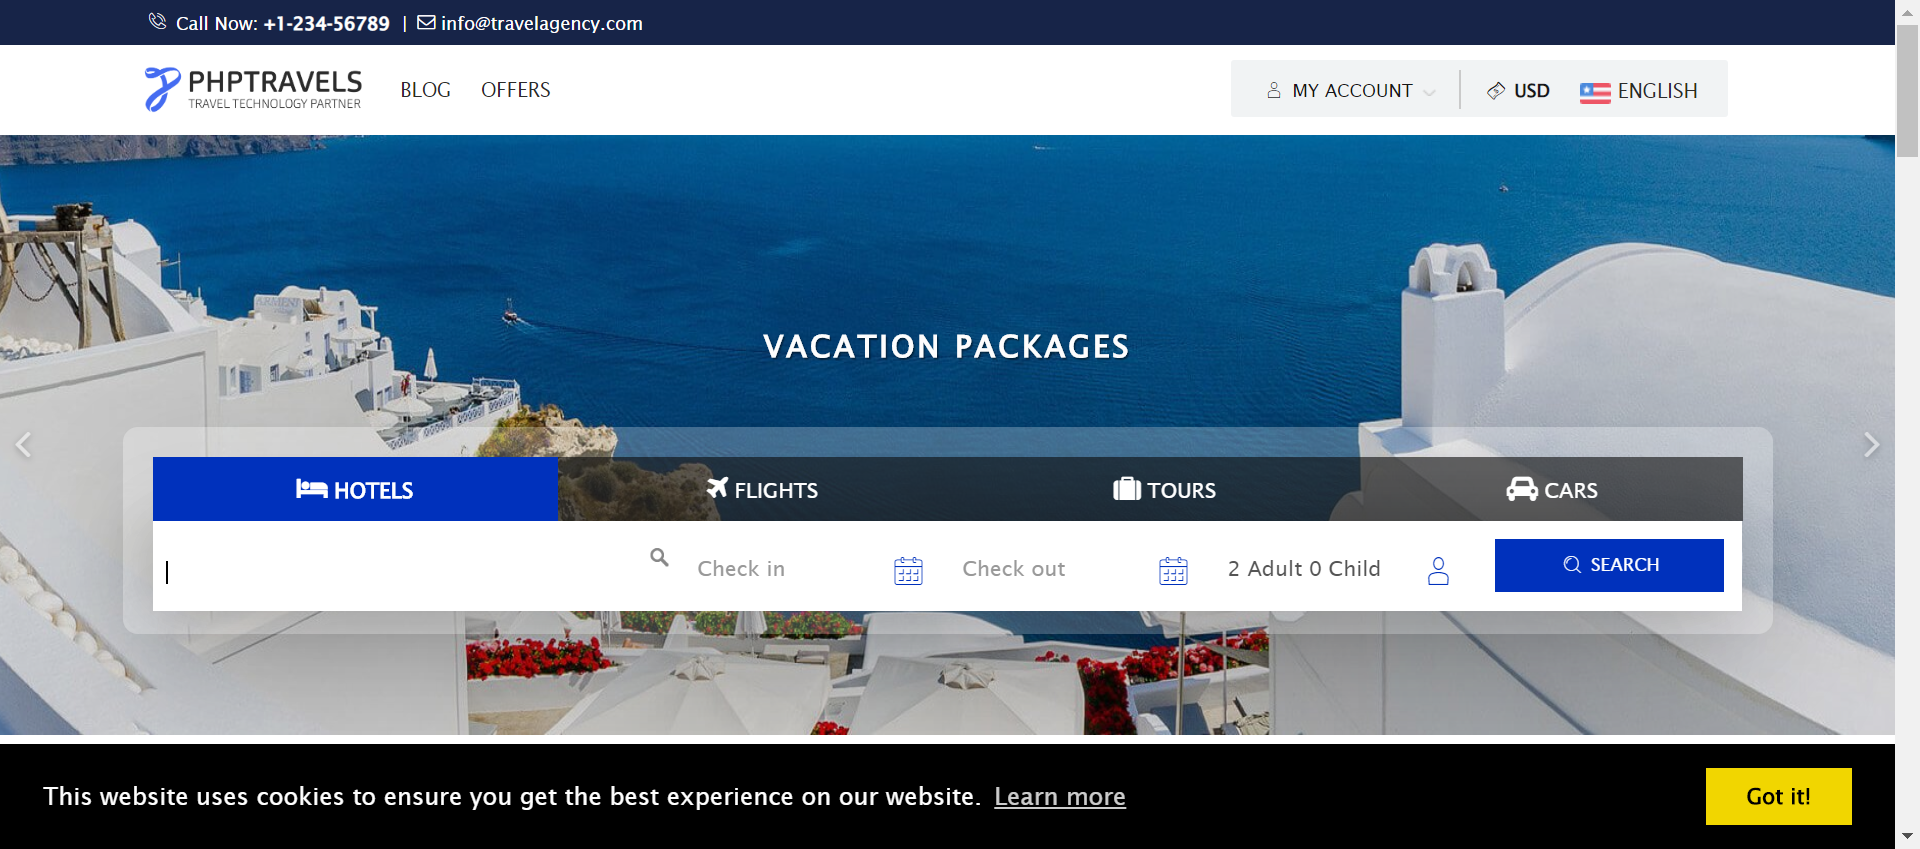 Call Now: +1-234-56789 | info@travelagency.com
PHPTRAVELS
TRAVEL TECHNOLOGY PARTNER
BLOG OFFERS
MY ACCOUNT USD ENGLISH
VACATION PACKAGES
HOTELS FLIGHTS TOURS CARS
Check in Check out 2 Adult 0 Child SEARCH
This website uses cookies to ensure you get the best experience on our website. Learn more Got it!